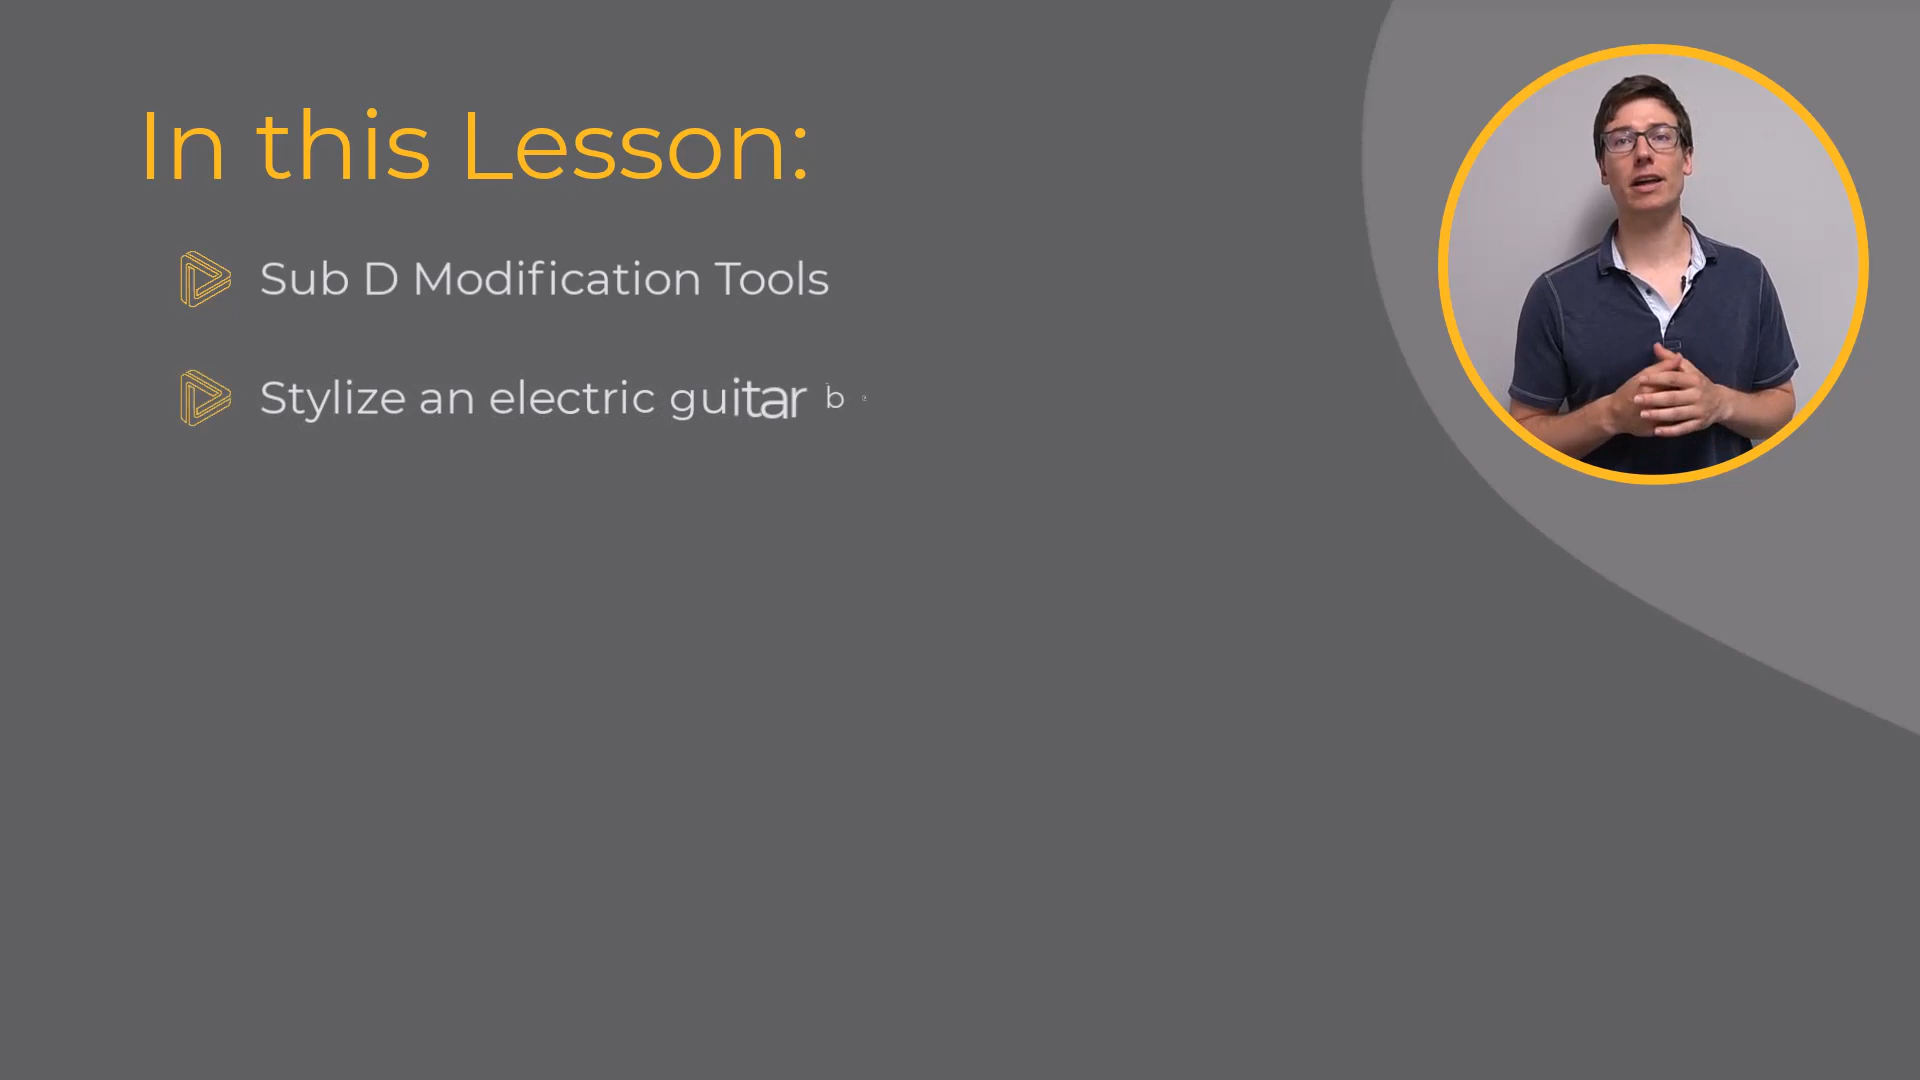 In this Lesson:
Sub D Modification Tools
Stylize an electric guitar b